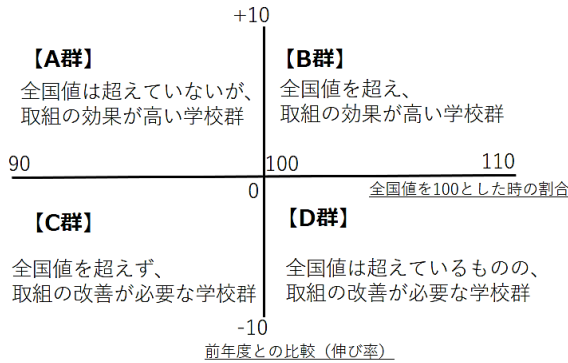 +10
【A群】
全国値は超えていないが、
取組の効果が高い学校群
【B群】
全国値を超え、
取組の効果が高い学校群
90
100
110
0
全国値を100とした時の割合
【C群】
全国値を超えず、
取組の改善が必要な学校群
【D群】
全国値は超えているものの、
取組の改善が必要な学校群
-10
前年度との比較（伸び率）